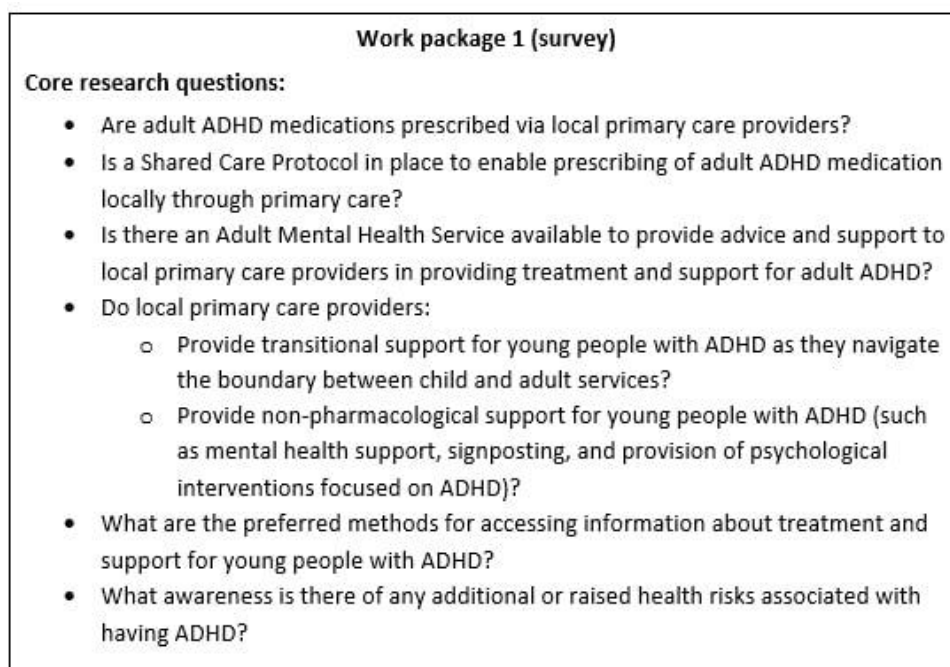 Work package 1 (survey)
Core research questions:
• Are adult ADHD medications prescribed via local primary care providers?
• Is a Shared Care Protocol in place to enable prescribing of adult ADHD medication
locally through primary care?
• Is there an Adult Mental Health Service available to provide advice and support to
local primary care providers in providing treatment and support for adult ADHD?
• Do local primary care providers:
o Provide transitional support for young people with ADHD as they navigate
the boundary between child and adult services?
o Provide non-pharmacological support for young people with ADHD (such
as mental health support, signposting, and provision of psychological
interventions focused on ADHD)?
• What are the preferred methods for accessing information about treatment and
support for young people with ADHD?
• What awareness is there of any additional or raised health risks associated with
having ADHD?